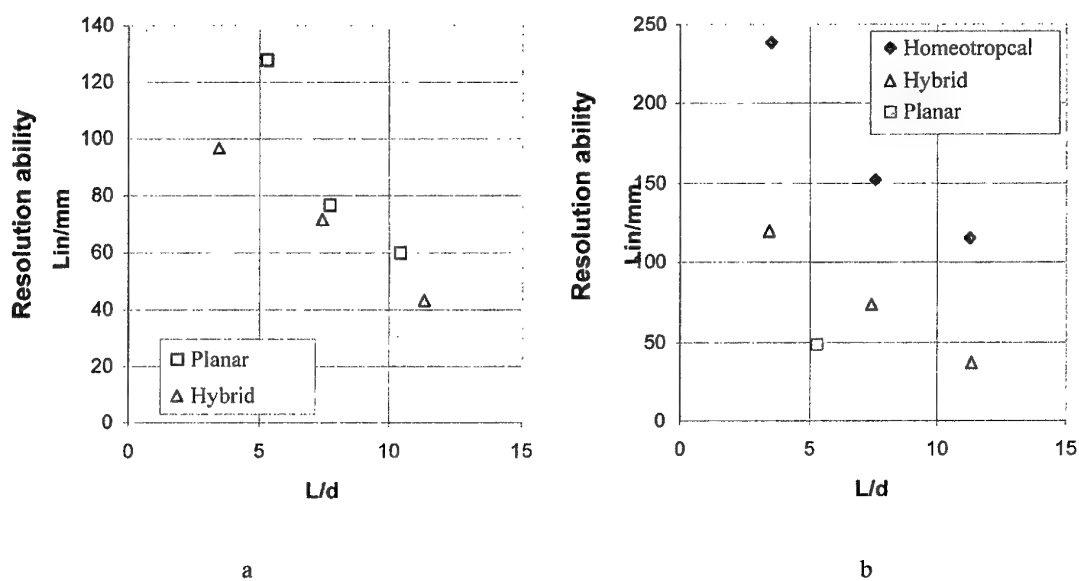 140
120
100
80
60
40
20
0
Resolution ability
Lin/mm
Planar
Hybrid
0 5 10 15
L/d
a
250
200
150
100
50
0
Resolution ability
Lin/mm
Homeotropcal
Hybrid
Planar
0 5 10 15
L/d
b